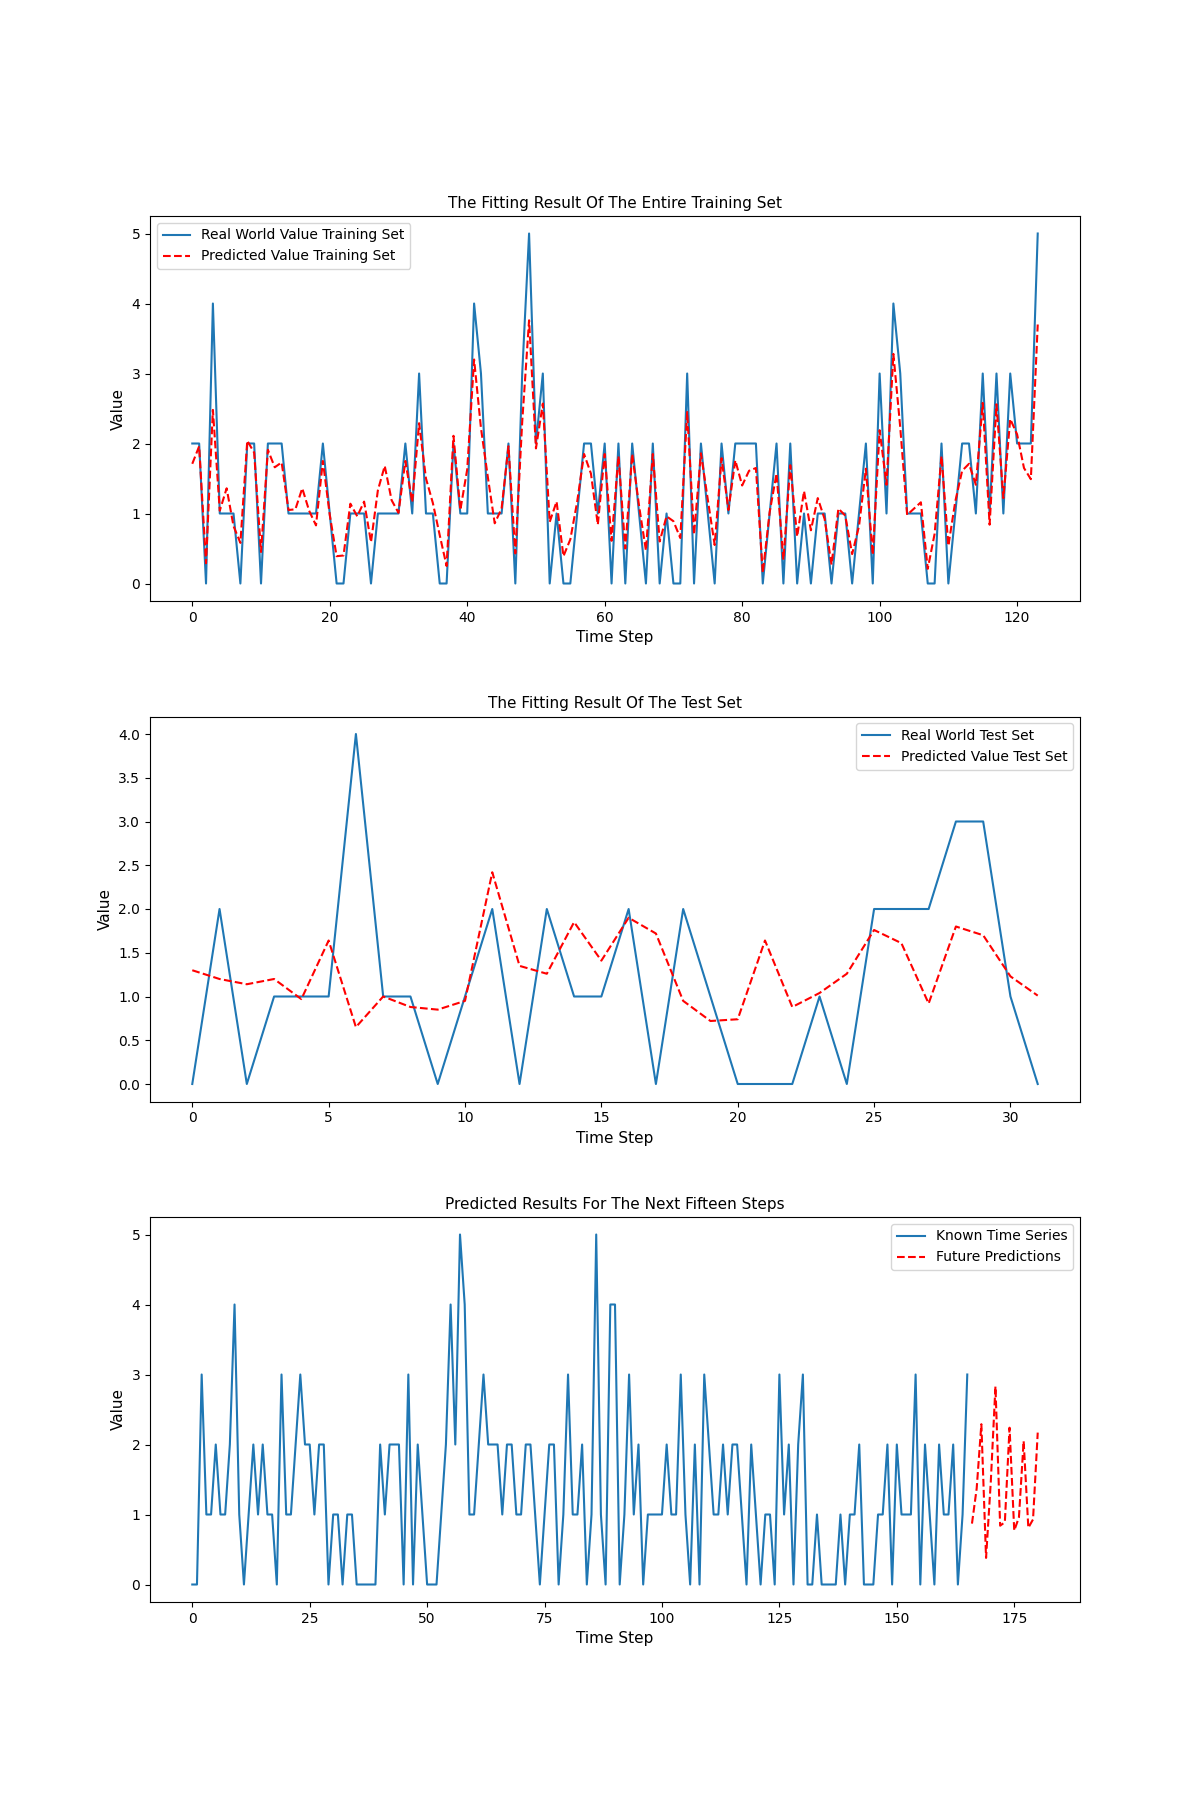 The Fitting Result Of The Entire Training Set
Real World Value Training Set
Predicted Value Training Set
5
4
3
2
1
0
Value
0 20 40 60 80 100 120
Time Step
The Fitting Result Of The Test Set
Real World Test Set
Predicted Value Test Set
4.0
3.5
3.0
2.5
2.0
1.5
1.0
0.5
0.0
Value
0 5 10 15 20 25 30
Time Step
Predicted Results For The Next Fifteen Steps
Known Time Series
Future Predictions
5
4
3
2
1
0
Value
0 25 50 75 100 125 150 175
Time Step